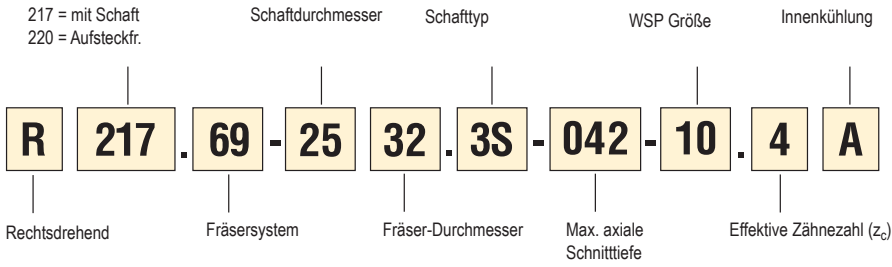 217 = mit Schaft
220 = Aufsteckfr.
Schaftdurchmesser
Schafttyp
WSP Größe
Innenkühlung
R 217 . 69 - 25 32 . 3S - 042 - 10 . 4 A
Rechtsdrehend
Fräsersystem
Fräser-Durchmesser
Max. axiale
Schnitttiefe
Effektive Zähnezahl (zc)